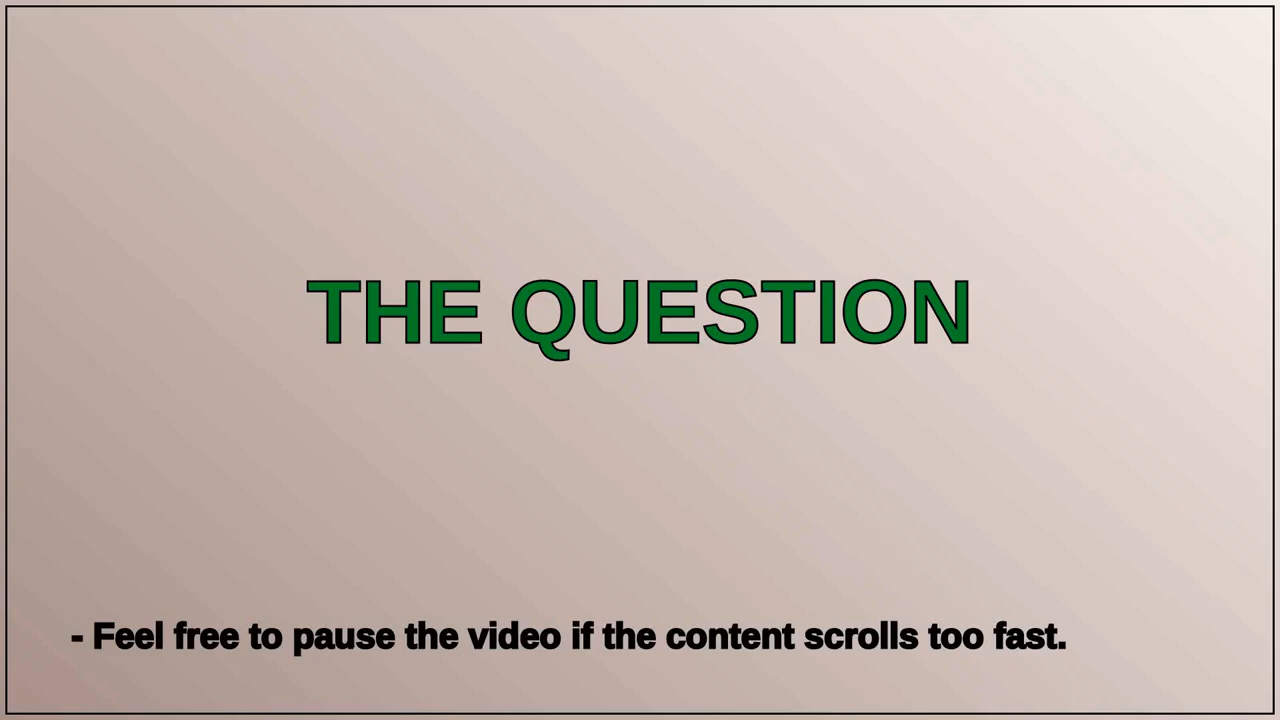 THE QUESTION
- Feel free to pause the video if the content scrolls too fast.